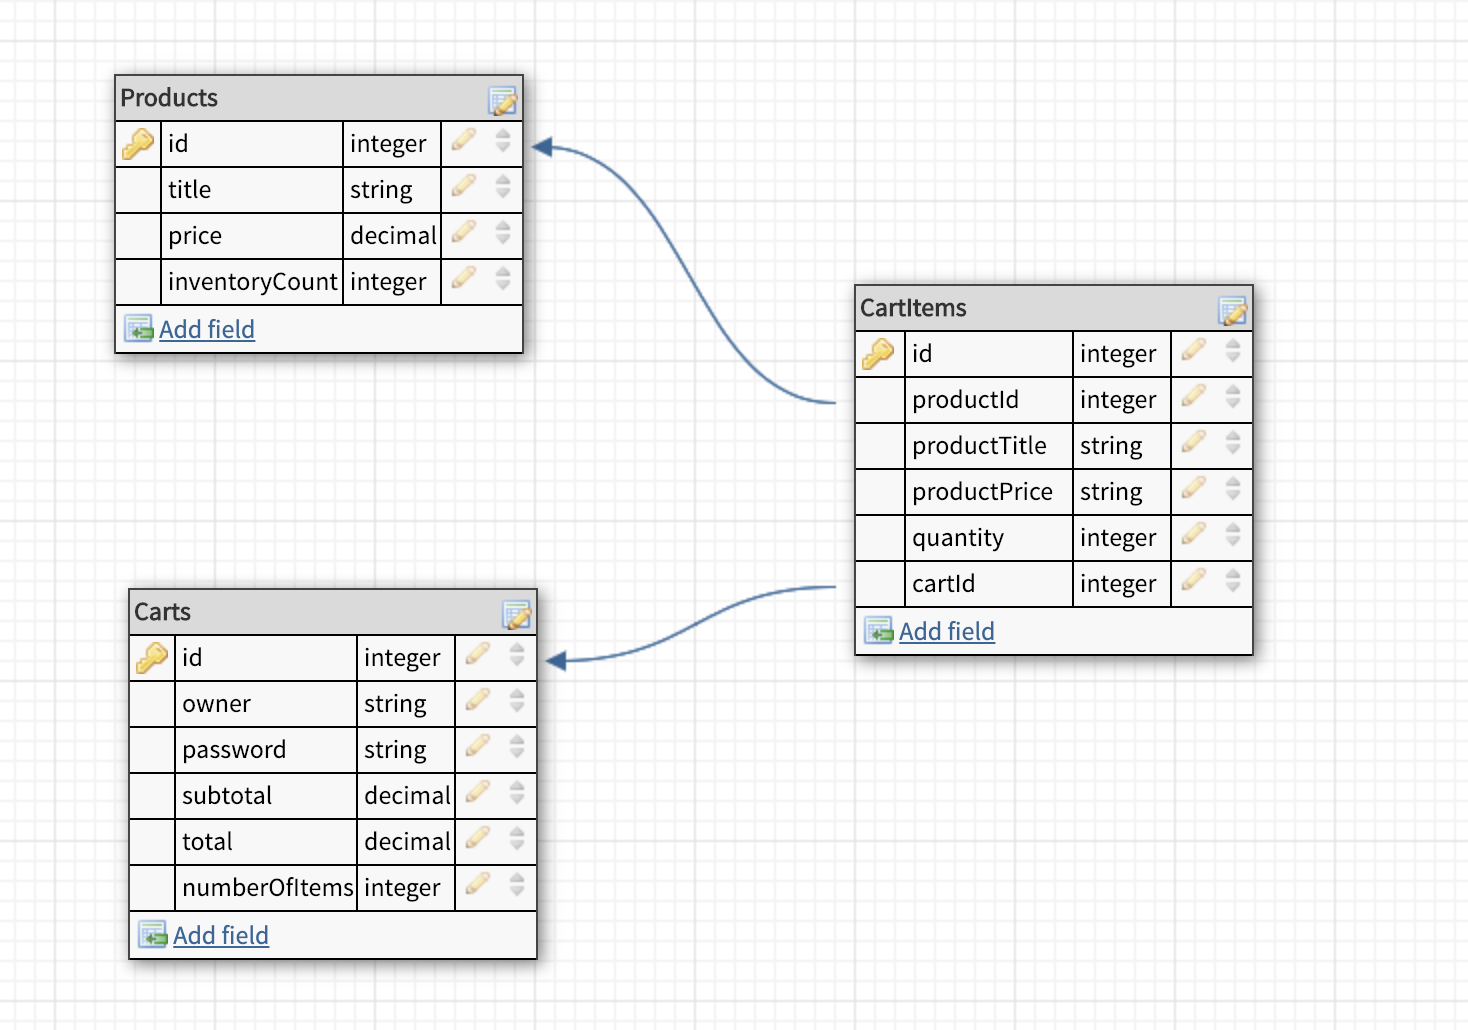 Products
id integer
title string
price decimal
inventoryCount integer
Add field
CartItems
id integer
productId integer
productTitle string
productPrice string
quantity integer
cartId integer
Add field
Carts
id integer
owner string
password string
subtotal decimal
total decimal
numberOfItems integer
Add field